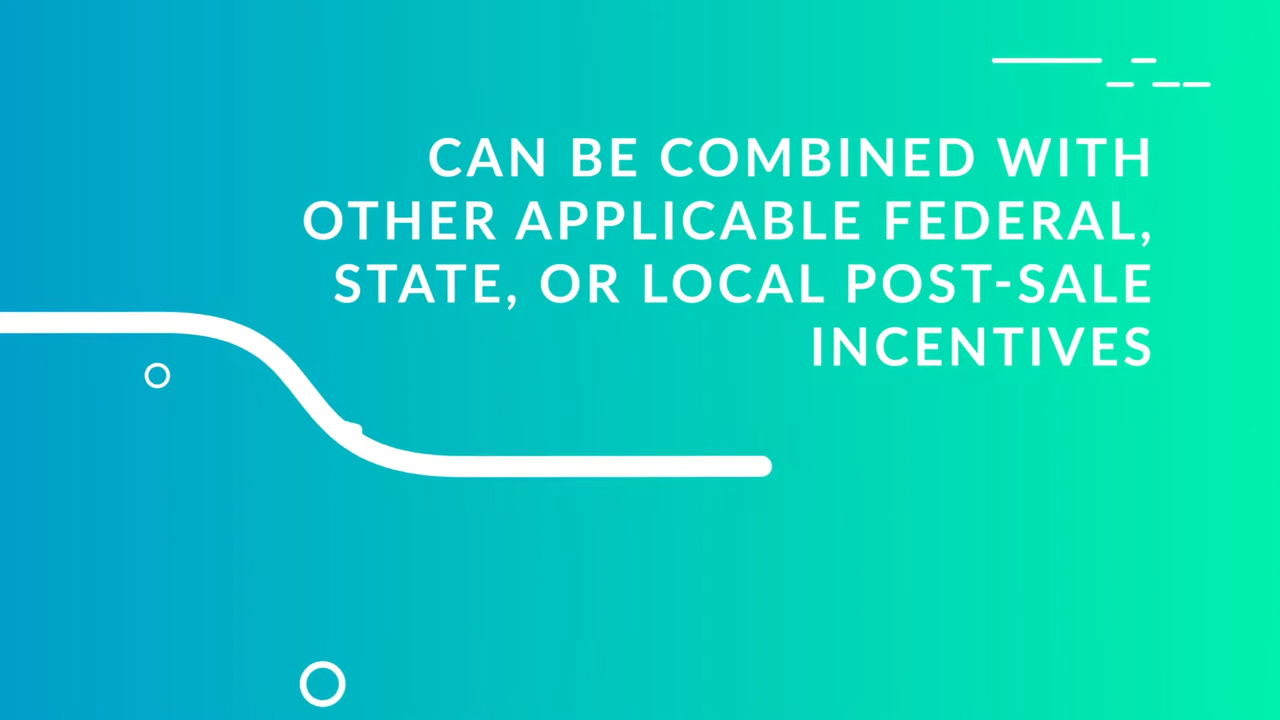 CAN BE COMBINED WITH
OTHER APPLICABLE FEDERAL,
STATE, OR LOCAL POST-SALE
INCENTIVES